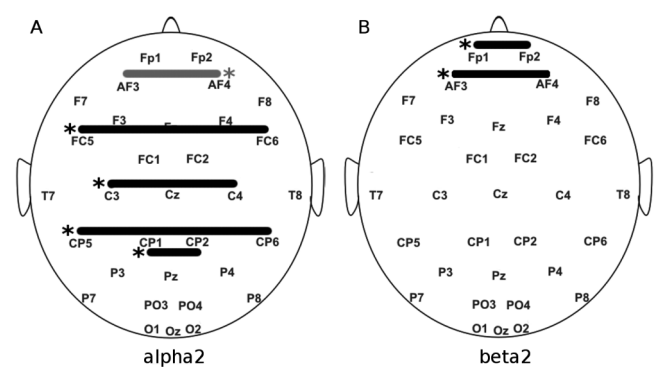 A
Fp1 Fp2
* AF3 AF4
F7 F8
F3 F4
* FC5 FC6
FC1 FC2
* C3 Cz C4
T7 T8
* CP5 CP1 CP2 CP6
*
P3 Pz P4
P7 P8
PO3 PO4
O1 Oz O2
alpha2
B
*
Fp1 Fp2
* AF3 AF4
F7 F8
F3 Fz F4
FC5 FC6
FC1 FC2
T7 C3 Cz C4 T8
CP5 CP1 CP2 CP6
P3 Pz P4
P7 P8
PO3 PO4
O1 Oz O2
beta2